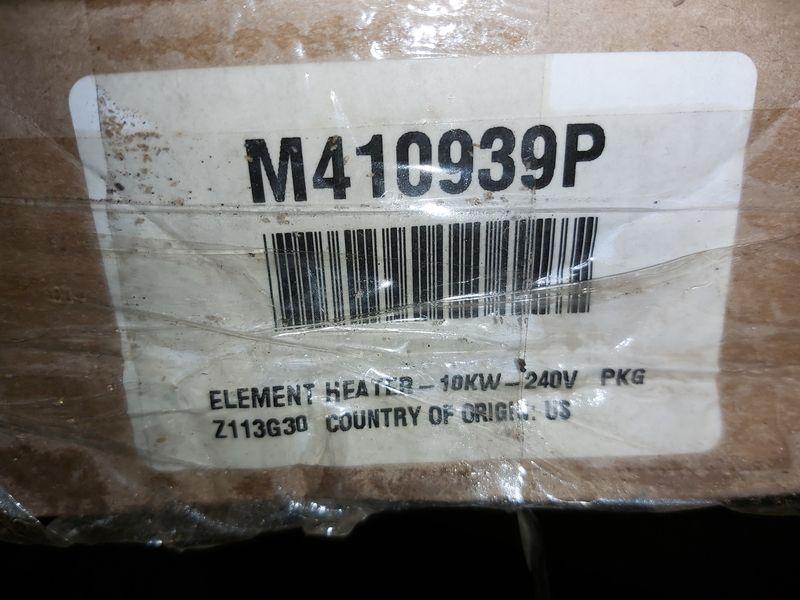 M410939P
ELEMENT HEATER-10KW-240V PKG
Z113G30 COUNTRY OF ORIGIN: US